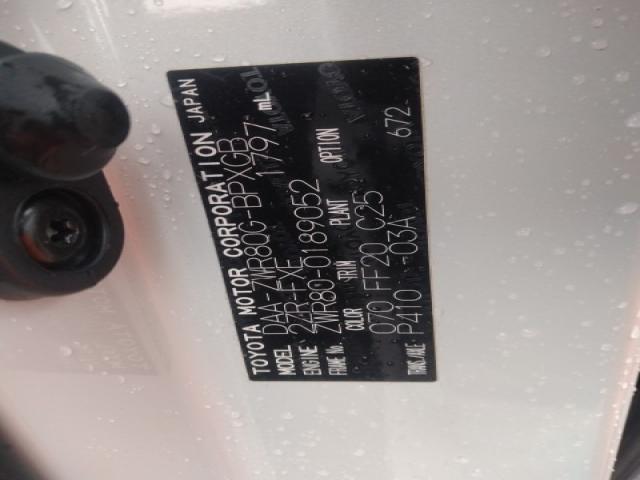 TOYOTA MOTOR CORPORATION JAPAN
MODEL DAA-ZWR80G-BPXGB
ENGINE 2ZR-FXE 1797 mL
FRAME No. ZWR80-0189052
COLOR TRIM PLANT OPTION
070 FF20 C25
TRANS./AXLE P410 -03A 672